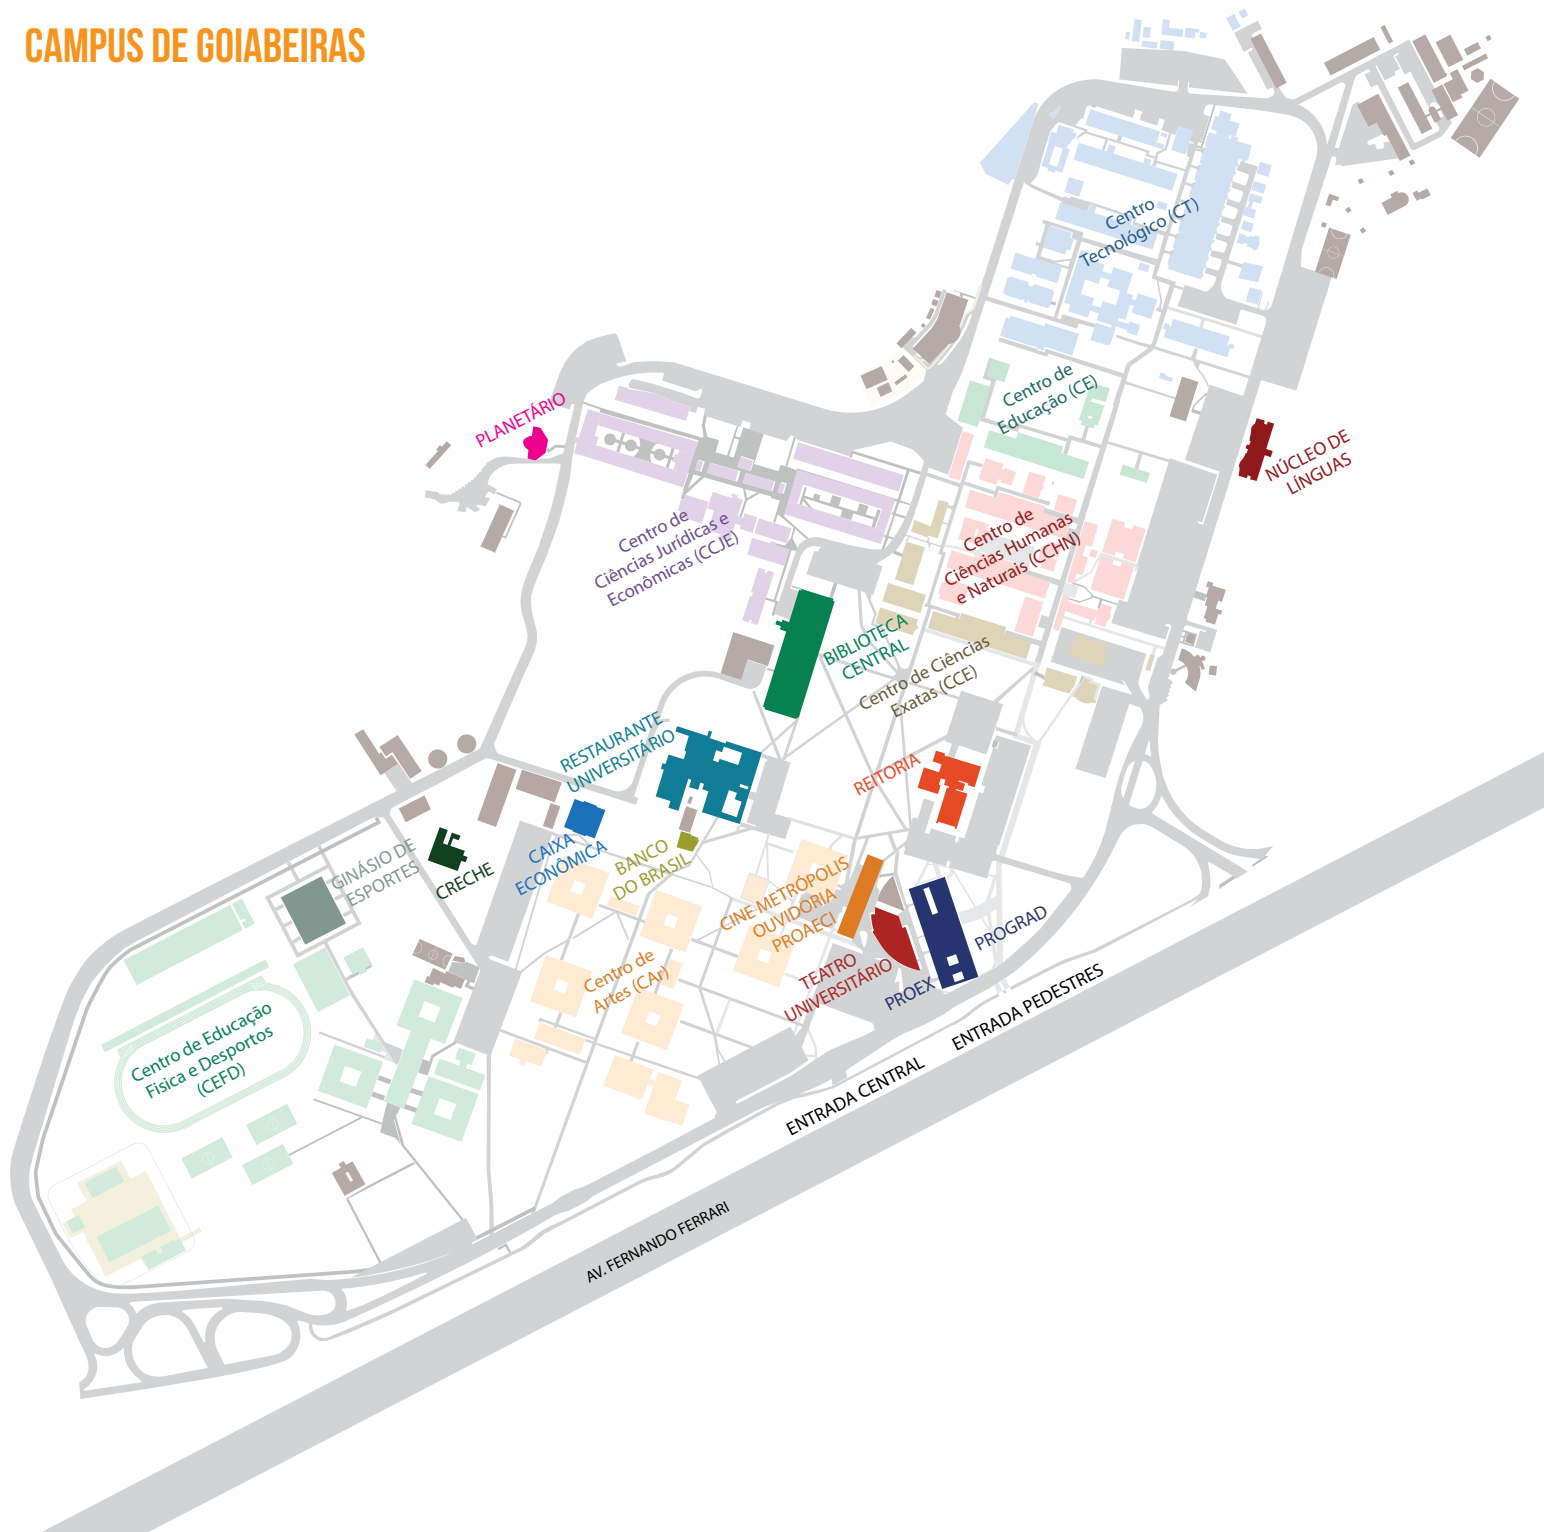 CAMPUS DE GOIABEIRAS
Centro
Tecnológico (CT)
Centro de
Educação (CE)
PLANETÁRIO
NÚCLEO DE
LÍNGUAS
Centro de
Ciências Jurídicas e
Econômicas (CCJE)
Centro de
Ciências Humanas
e Naturais (CCHN)
BIBLIOTECA
CENTRAL
Centro de Ciências
Exatas (CCE)
RESTAURANTE
UNIVERSITÁRIO
REITORIA
CAIXA
ECONÔMICA
BANCO
DO BRASIL
GINÁSIO DE
ESPORTES
CRECHE
CINE METRÓPOLIS
OUVIDORIA
PROAECI
PROGRAD
TEATRO
UNIVERSITÁRIO
PROEX
Centro de
Artes (CAr)
Centro de Educação
Fisica e Desportos
(CEFD)
ENTRADA PEDESTRES
ENTRADA CENTRAL
AV. FERNANDO FERRARI